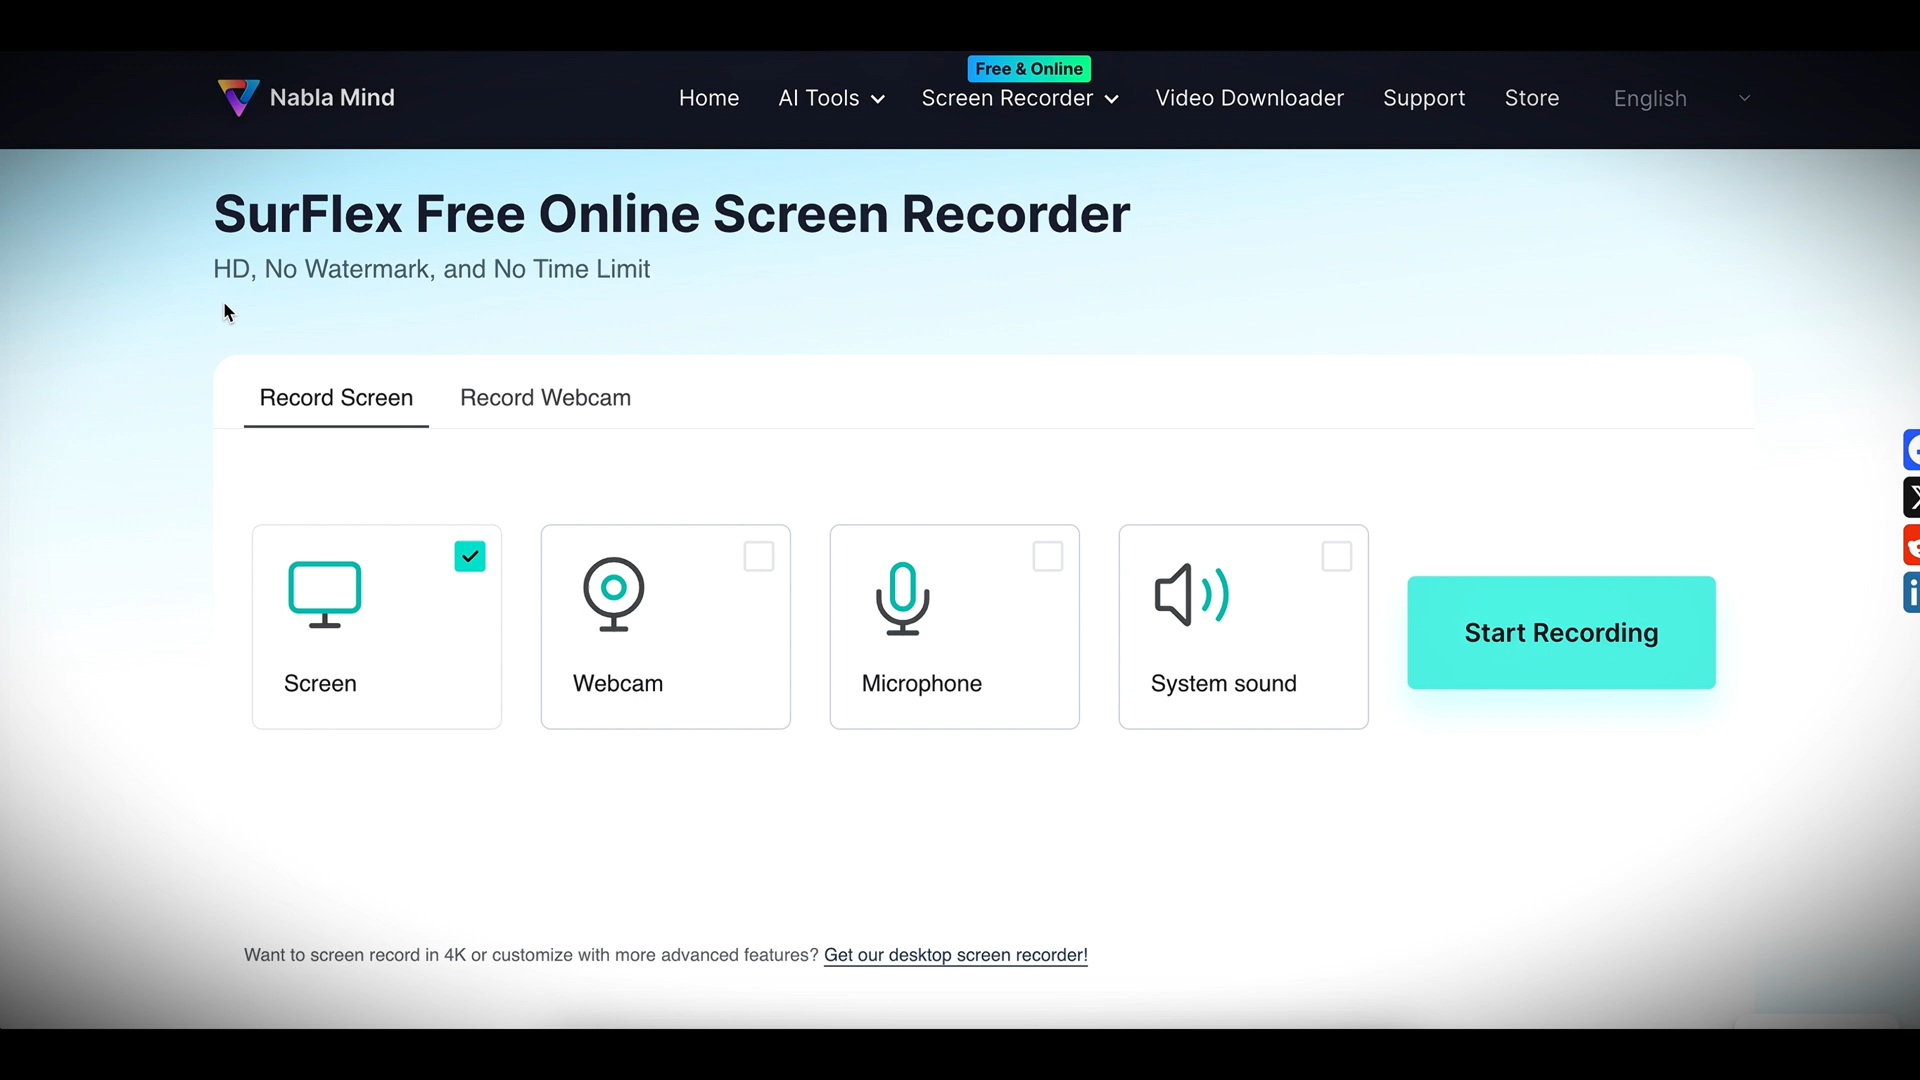 Free & Online
Nabla Mind
Home
AI Tools
Screen Recorder
Video Downloader
Support
Store
English
SurFlex Free Online Screen Recorder
HD, No Watermark, and No Time Limit
Record Screen
Record Webcam
Screen
Webcam
Microphone
System sound
Start Recording
Want to screen record in 4K or customize with more advanced features? Get our desktop screen recorder!